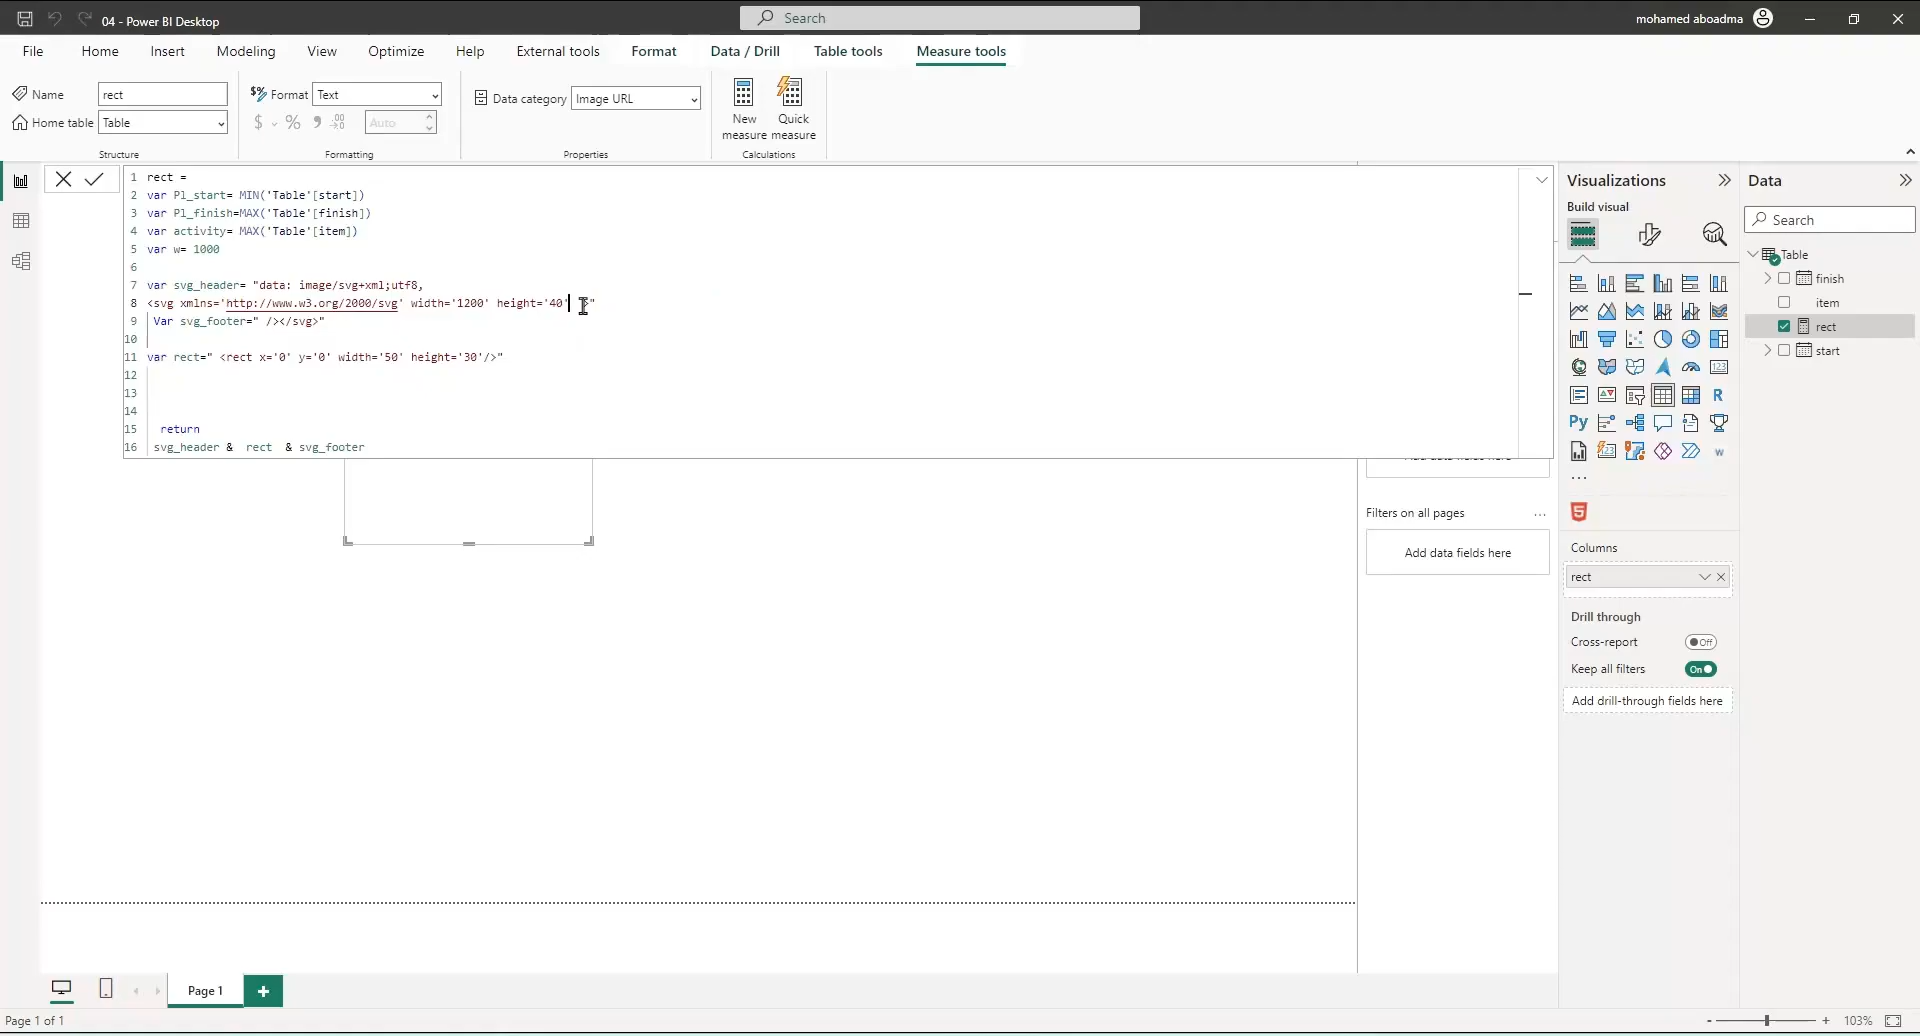 04 - Power BI Desktop
Search
mohamed aboadma
File Home Insert Modeling View Optimize Help External tools Format Data / Drill Table tools Measure tools
Name rect
Home table Table
Structure
$% Format Text
$ % 9 .00
Auto
Formatting
Data category Image URL
Properties
New measure
Quick measure
Calculations
1 rect =
2 var Pl_start= MIN('Table'[start])
3 var Pl_finish=MAX('Table'[finish])
4 var activity= MAX('Table'[item])
5 var w= 1000
6
7 var svg_header= "data: image/svg+xml;utf8,
8 <svg xmlns='http://www.w3.org/2000/svg' width='1200' height='40' >"
9 Var svg_footer=" /></svg>"
10
11 var rect=" <rect x='0' y='0' width='50' height='30'/>"
12
13
14
15 return
16 svg_header & rect & svg_footer
Filters on all pages ...
Add data fields here
Visualizations
Build visual
123
R
Py
...
5
Columns
rect
Drill through
Cross-report Off
Keep all filters On
Add drill-through fields here
Data
Search
Table
finish
item
rect
start
Page 1
+
Page 1 of 1
- + 103%